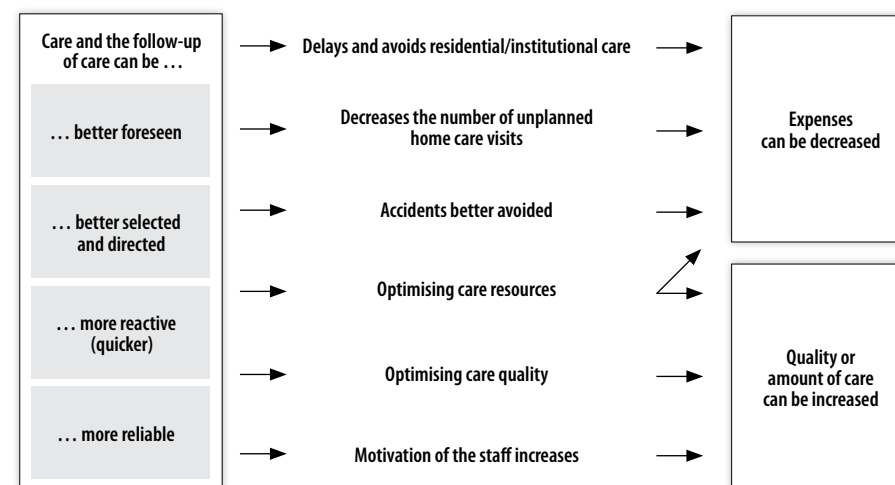 Care and the follow-up
of care can be …
… better foreseen
… better selected
and directed
… more reactive
(quicker)
… more reliable
Delays and avoids residential/institutional care
Decreases the number of unplanned
home care visits
Accidents better avoided
Optimising care resources
Optimising care quality
Motivation of the staff increases
Expenses
can be decreased
Quality or
amount of care
can be increased